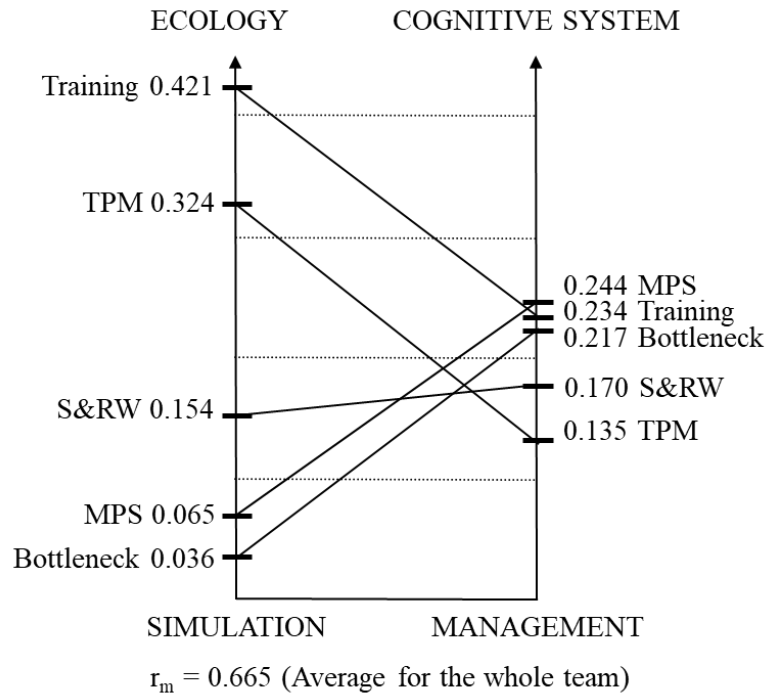 ECOLOGY
COGNITIVE SYSTEM
Training 0.421
TPM 0.324
S&RW 0.154
MPS 0.065
Bottleneck 0.036
0.244 MPS
0.234 Training
0.217 Bottleneck
0.170 S&RW
0.135 TPM
SIMULATION
MANAGEMENT
rm = 0.665 (Average for the whole team)